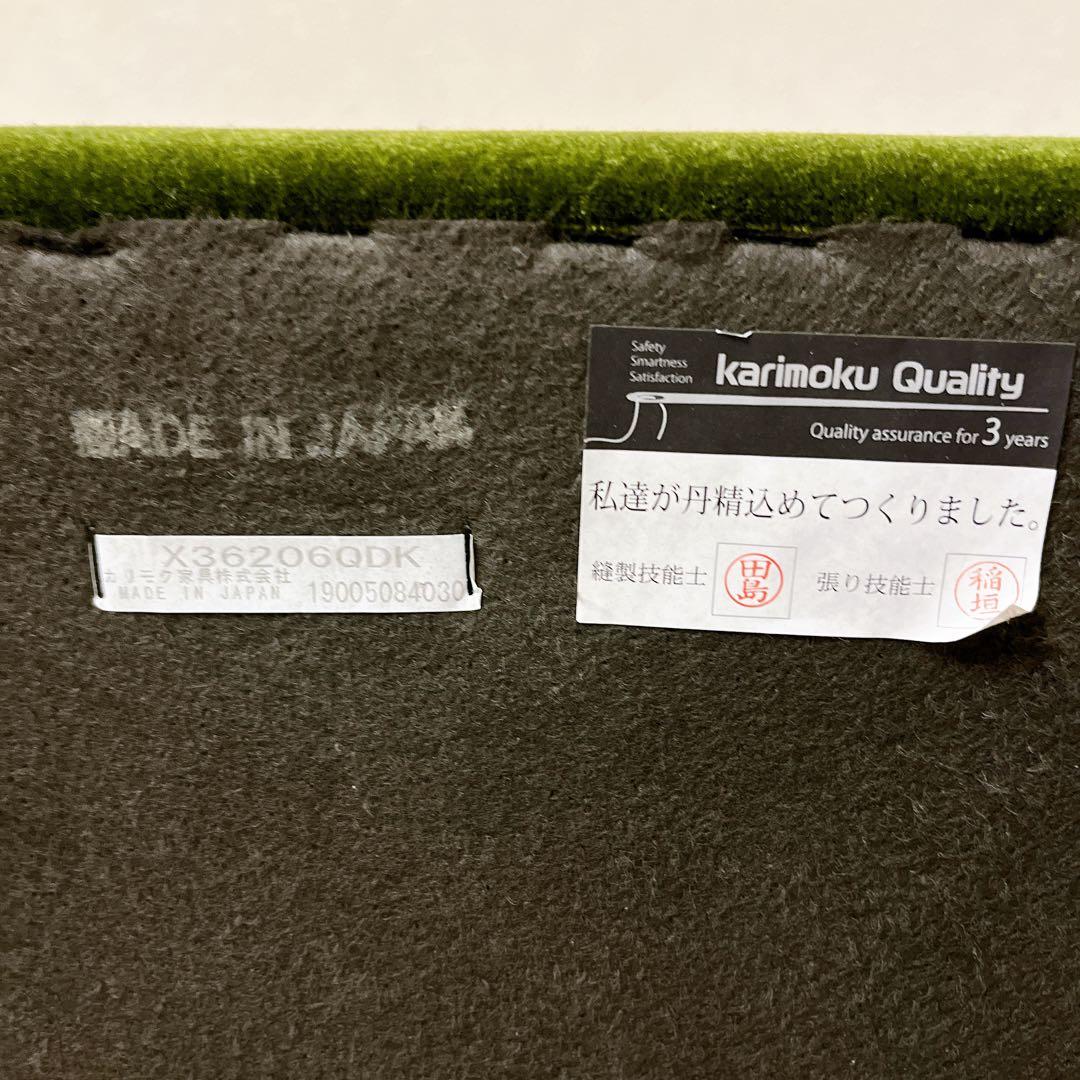 Safety
Smartness
Satisfaction
karimoku Quality
Quality assurance for 3 years
MADE IN JAPAN
私達が丹精込めてつくりました。
X36206QDK
カリモク家具株式会社
MADE IN JAPAN 19005084030
縫製技能士 田島 張り技能士 稲垣